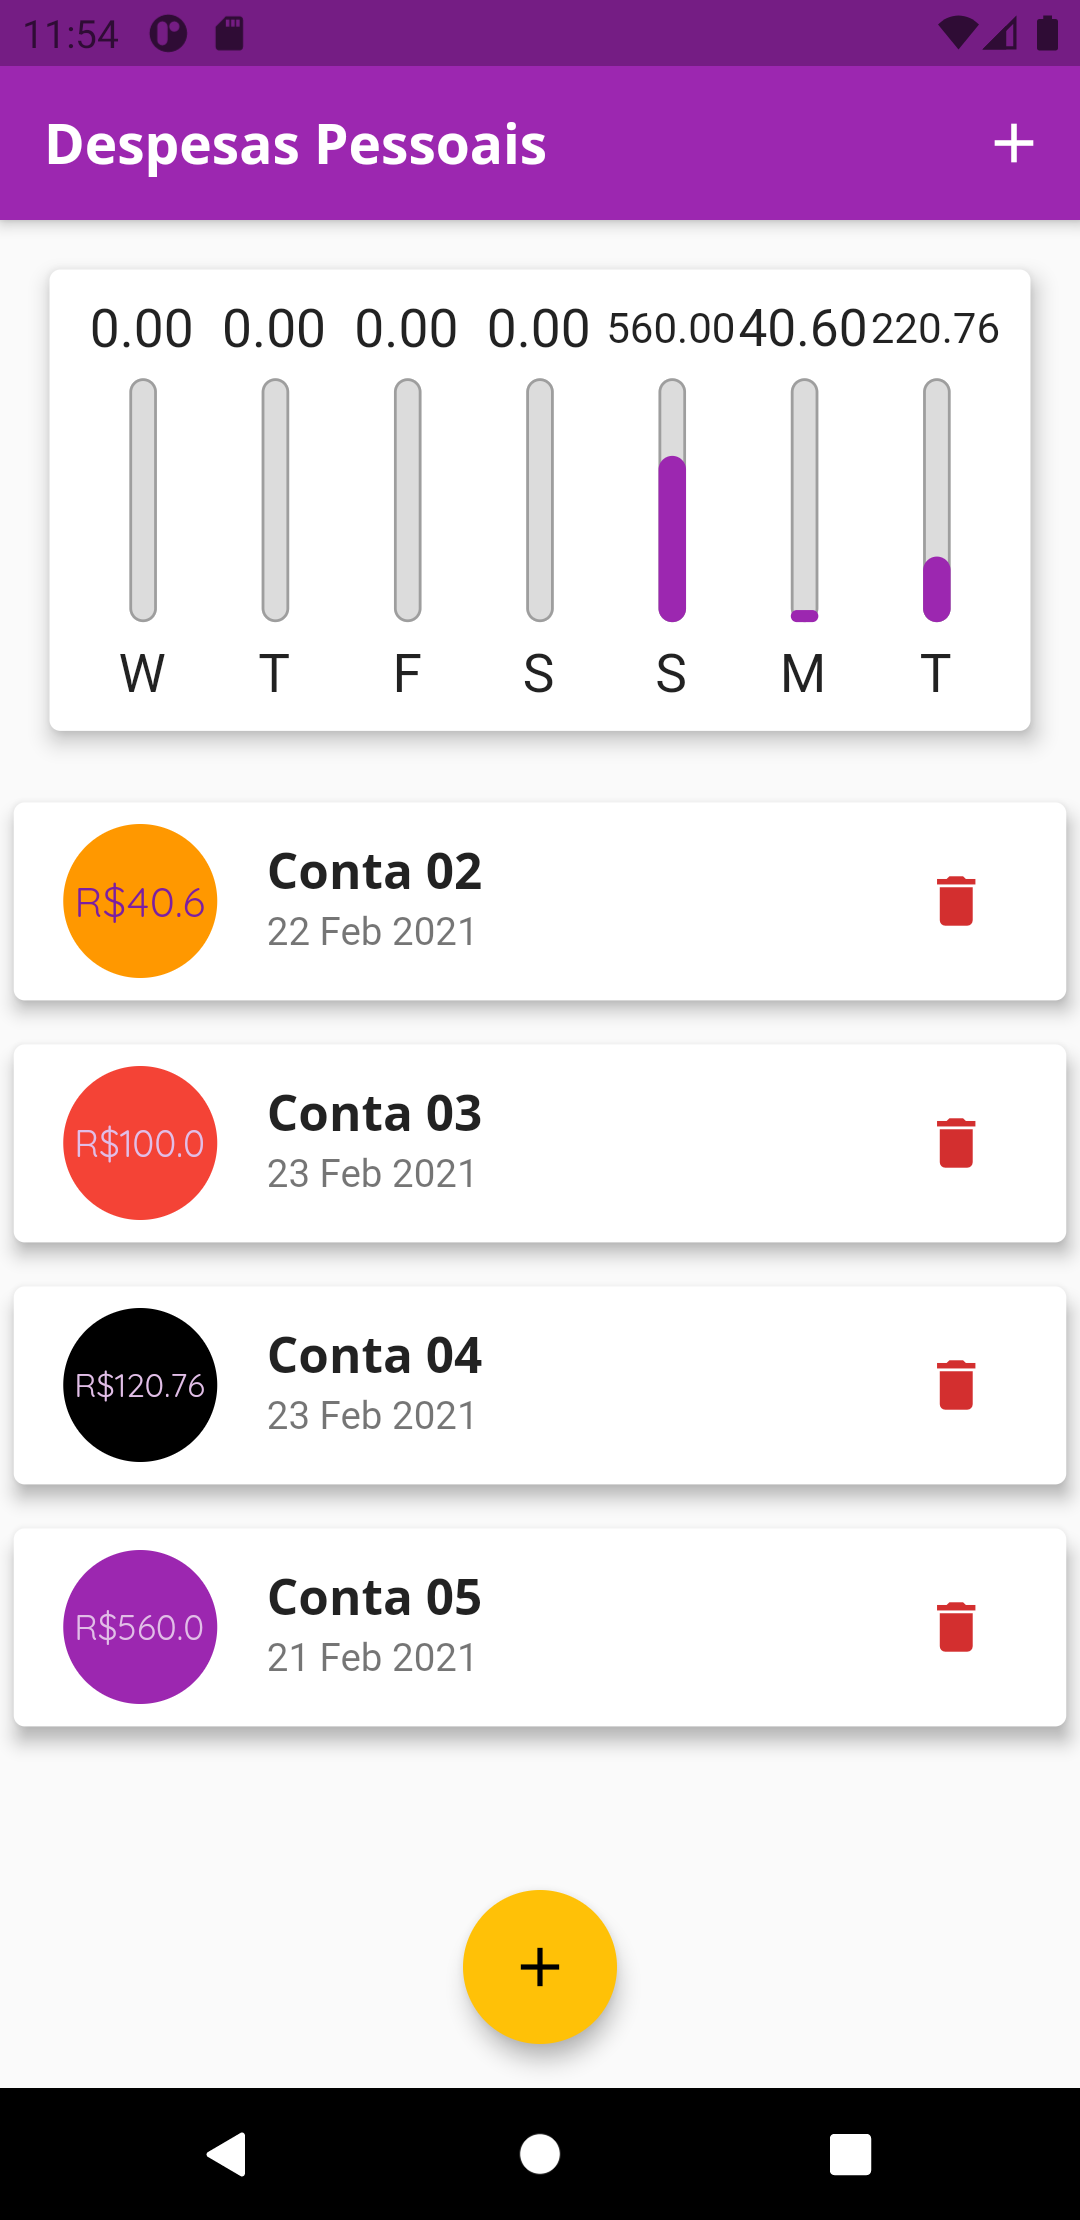 11:54
Despesas Pessoais
0.00 0.00 0.00 0.00 560.00 40.60 220.76
W T F S S M T
R$40.6
Conta 02
22 Feb 2021
R$100.0
Conta 03
23 Feb 2021
R$120.76
Conta 04
23 Feb 2021
R$560.0
Conta 05
21 Feb 2021